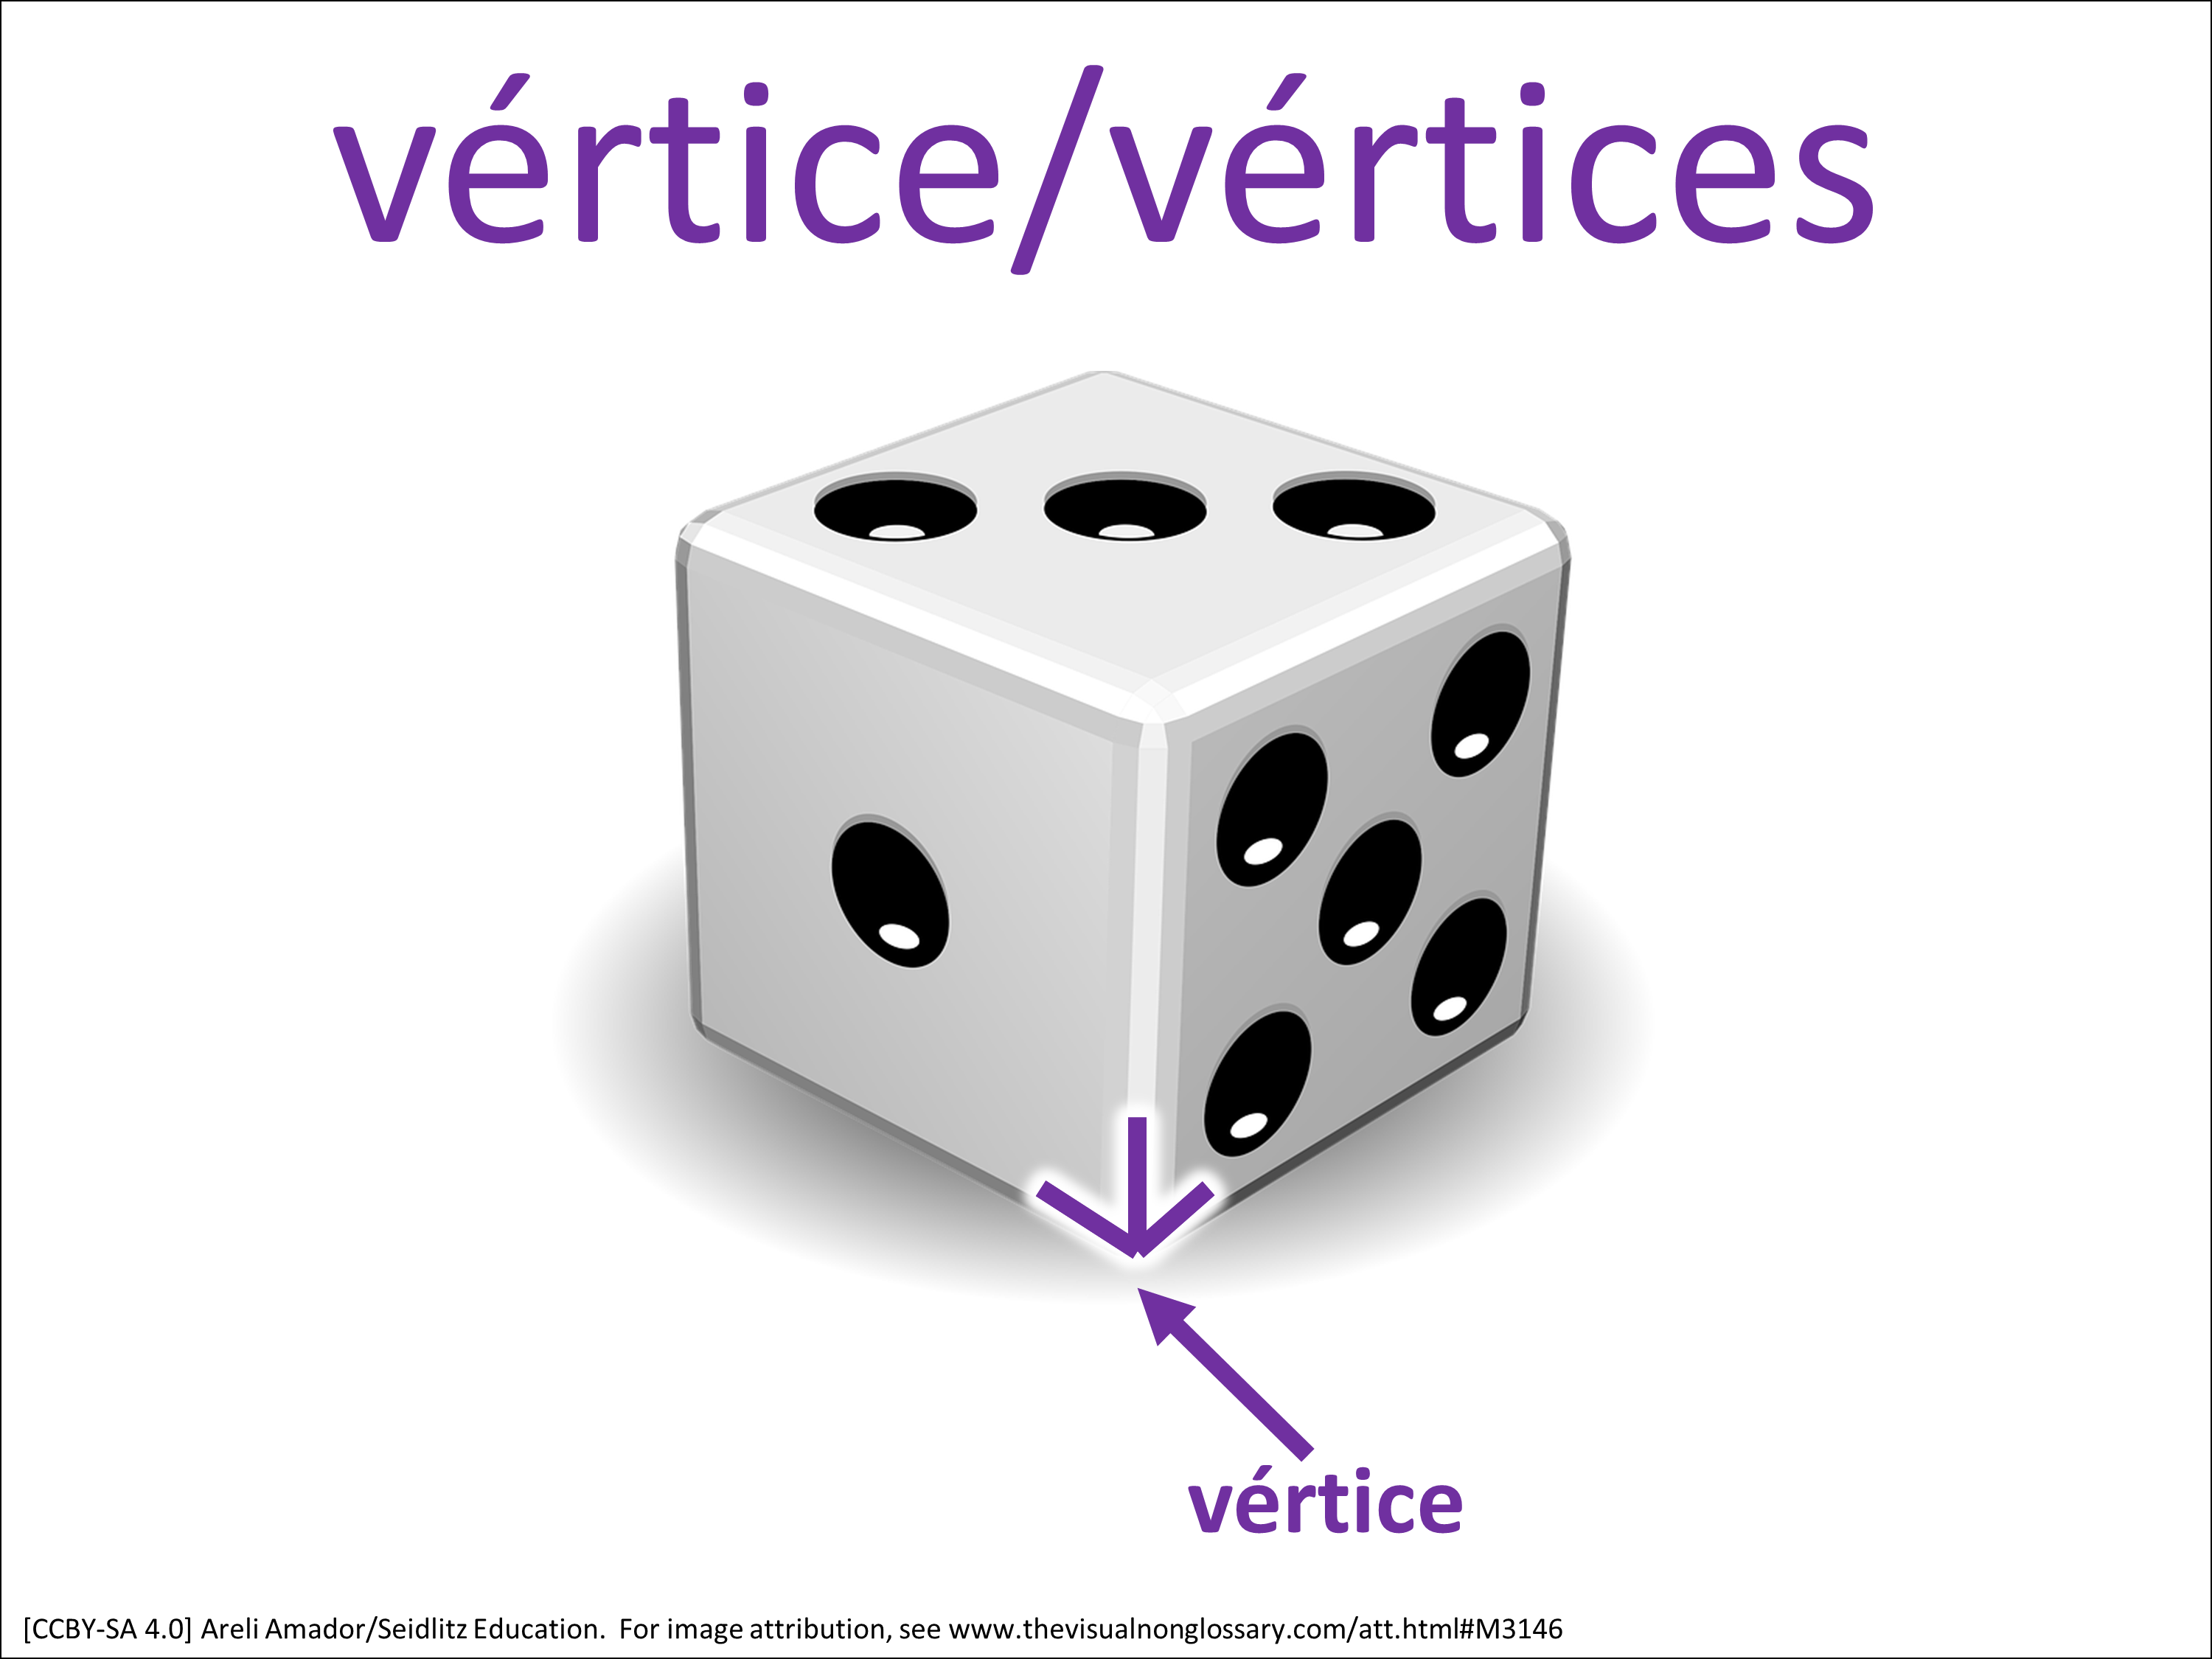 vértice/vértices
vértice
[CCBY-SA 4.0] Areli Amador/Seidlitz Education.  For image attribution, see www.thevisualnonglossary.com/att.html#M3146